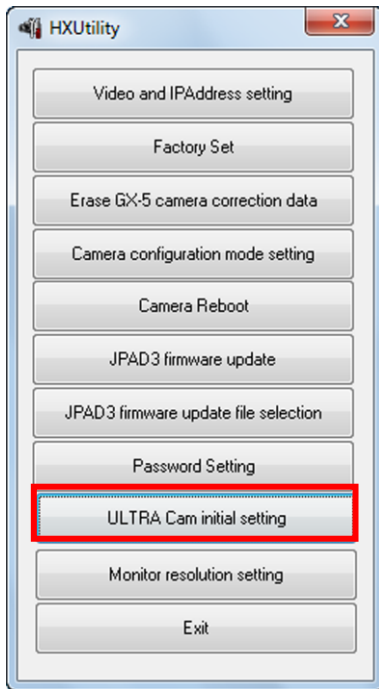 HXUtility
Video and IPAddress setting
Factory Set
Erase GX-5 camera correction data
Camera configuration mode setting
Camera Reboot
JPAD3 firmware update
JPAD3 firmware update file selection
Password Setting
ULTRA Cam initial setting
Monitor resolution setting
Exit